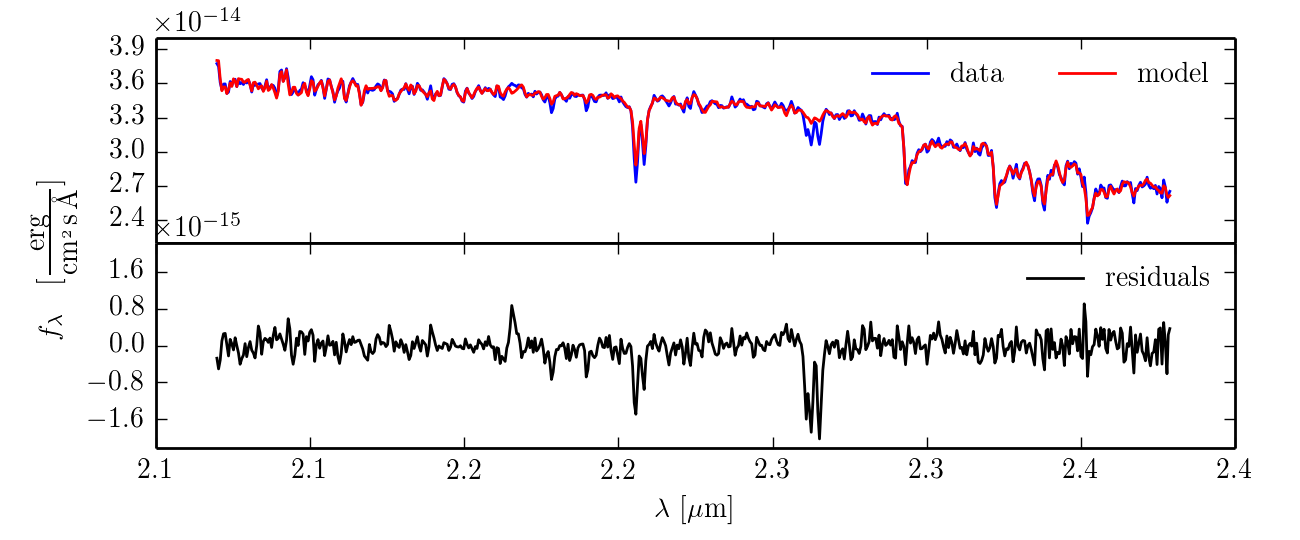 ×10⁻¹⁴
3.9
3.6
3.3
3.0
2.7
2.4
data
model
×10⁻¹⁵
1.6
0.8
0.0
−0.8
−1.6
residuals
f_λ [erg / cm² s Å]
2.1 2.1 2.2 2.2 2.3 2.3 2.4 2.4
λ [μm]